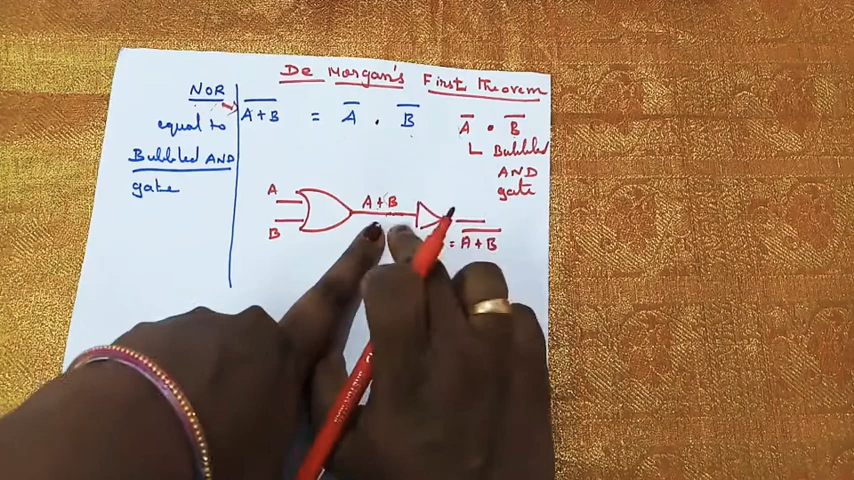 De Morgan's First Theorem
NOR
equal to
Bubbled AND
gate
A̅+̅B̅ = A̅ . B̅
A̅ . B̅
Bubbled
AND
gate
A
B
A+B
= A̅+̅B̅